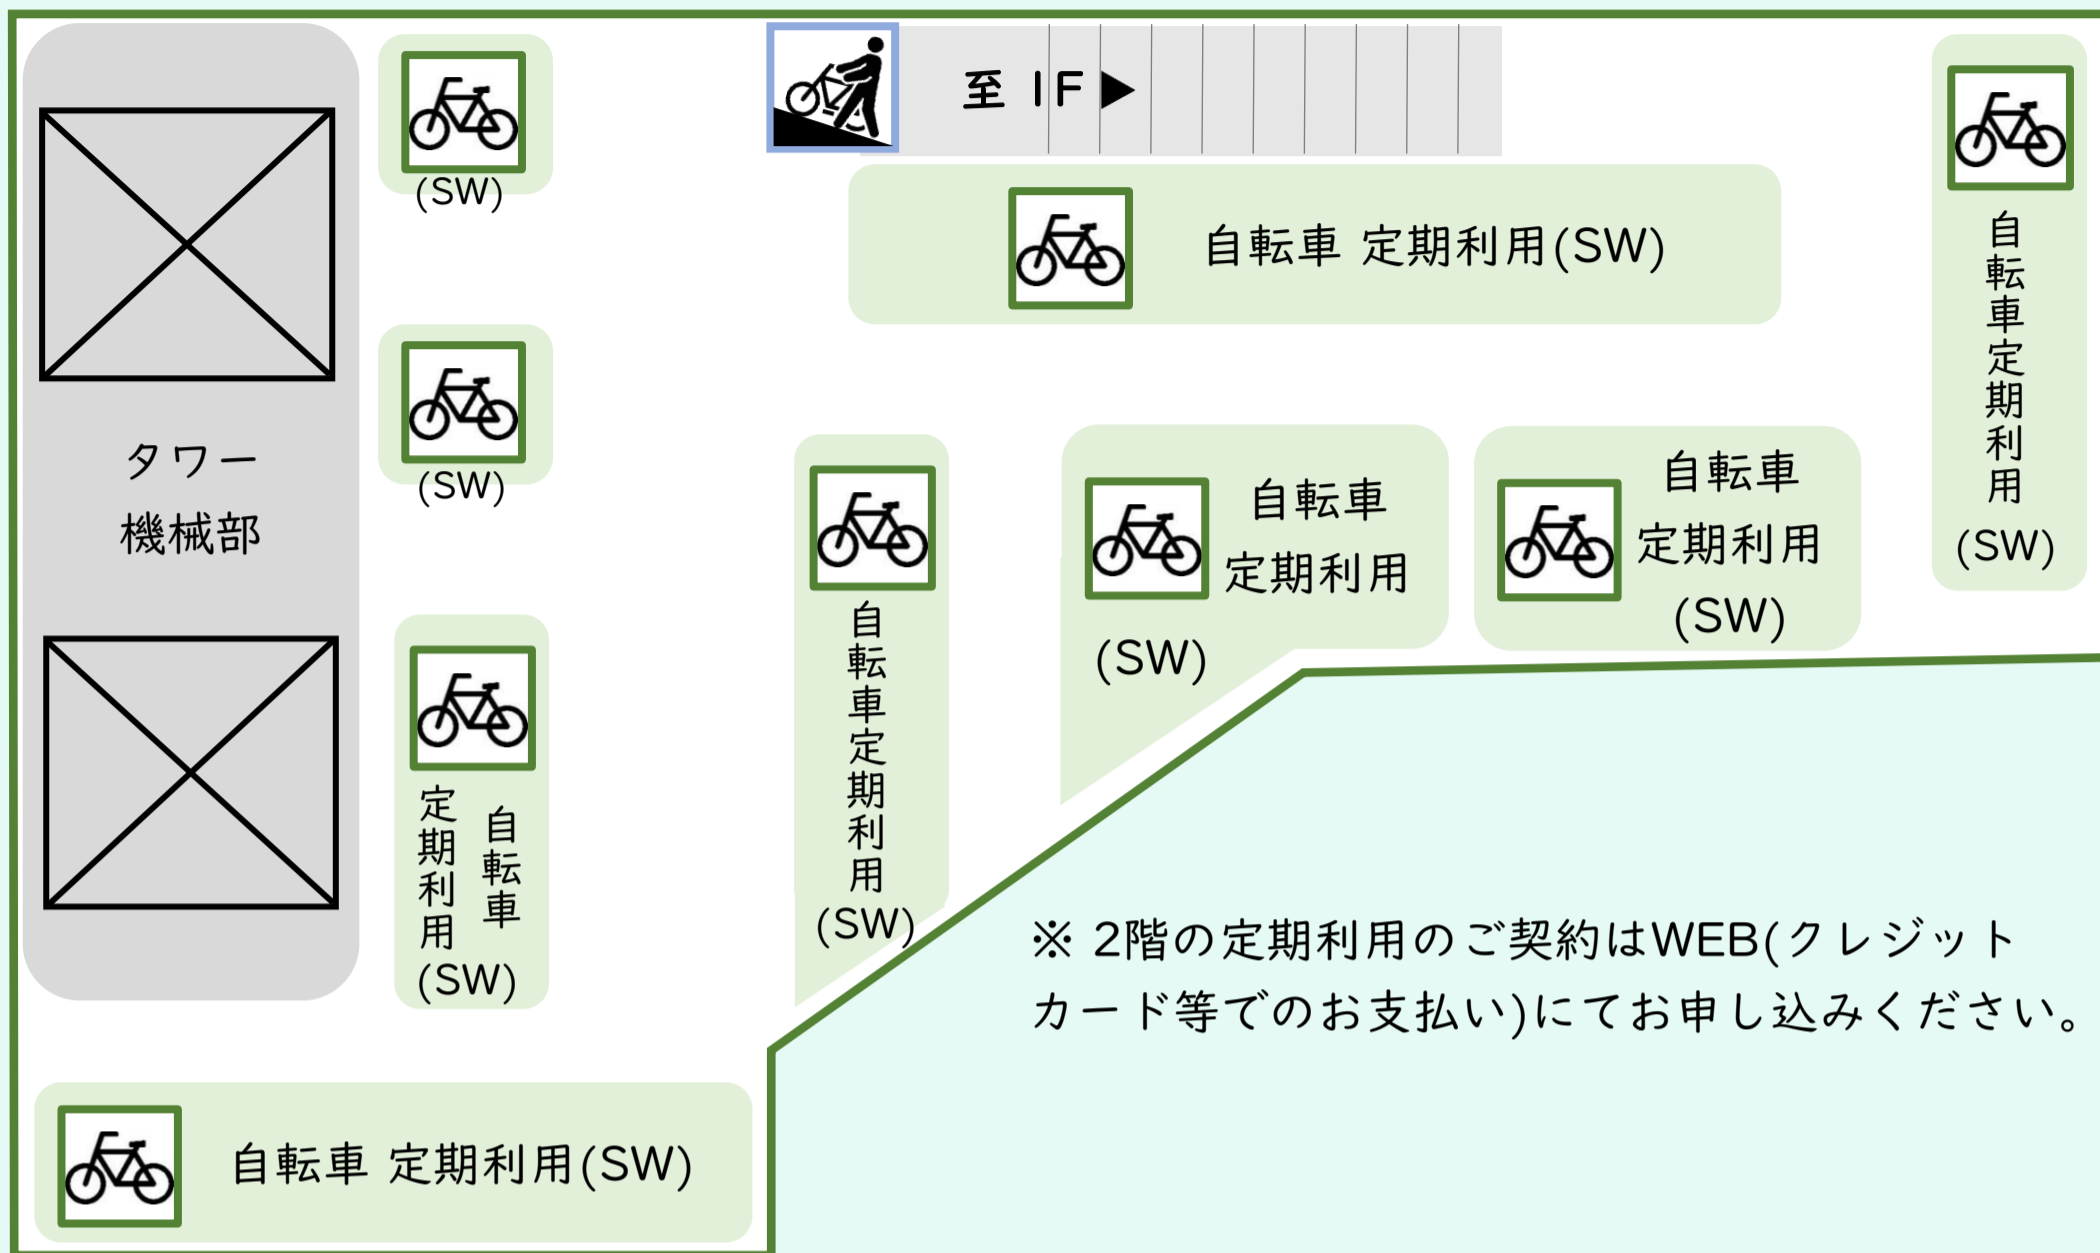 (SW)
至 1F▶
自転車 定期利用(SW)
自転車定期利用
(SW)
(SW)
タワー
機械部
自転車定期利用
(SW)
自転車
定期利用
(SW)
自転車
定期利用
(SW)
自転車
定期利用
(SW)
※ 2階の定期利用のご契約はWEB(クレジット
カード等でのお支払い)にてお申し込みください。
自転車 定期利用(SW)